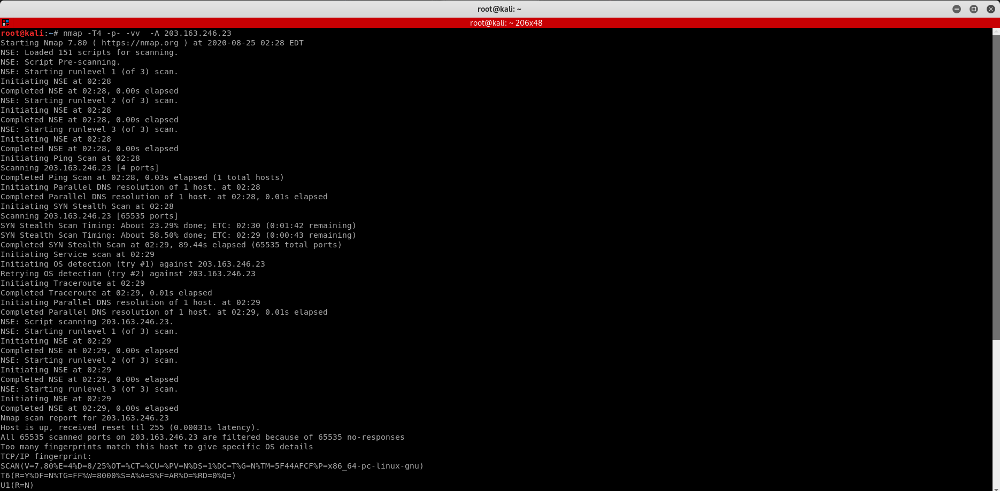 root@kali: ~
root@kali: ~ 206x48
root@kali:~# nmap -T4 -p- -vv  -A 203.163.246.23
Starting Nmap 7.80 ( https://nmap.org ) at 2020-08-25 02:28 EDT
NSE: Loaded 151 scripts for scanning.
NSE: Script Pre-scanning.
NSE: Starting runlevel 1 (of 3) scan.
Initiating NSE at 02:28
Completed NSE at 02:28, 0.00s elapsed
NSE: Starting runlevel 2 (of 3) scan.
Initiating NSE at 02:28
Completed NSE at 02:28, 0.00s elapsed
NSE: Starting runlevel 3 (of 3) scan.
Initiating NSE at 02:28
Completed NSE at 02:28, 0.00s elapsed
Initiating Ping Scan at 02:28
Scanning 203.163.246.23 [4 ports]
Completed Ping Scan at 02:28, 0.03s elapsed (1 total hosts)
Initiating Parallel DNS resolution of 1 host. at 02:28
Completed Parallel DNS resolution of 1 host. at 02:28, 0.01s elapsed
Initiating SYN Stealth Scan at 02:28
Scanning 203.163.246.23 [65535 ports]
SYN Stealth Scan Timing: About 23.29% done; ETC: 02:30 (0:01:42 remaining)
SYN Stealth Scan Timing: About 58.50% done; ETC: 02:29 (0:00:43 remaining)
Completed SYN Stealth Scan at 02:29, 89.44s elapsed (65535 total ports)
Initiating Service scan at 02:29
Initiating OS detection (try #1) against 203.163.246.23
Retrying OS detection (try #2) against 203.163.246.23
Initiating Traceroute at 02:29
Completed Traceroute at 02:29, 0.01s elapsed
Initiating Parallel DNS resolution of 1 host. at 02:29
Completed Parallel DNS resolution of 1 host. at 02:29, 0.01s elapsed
NSE: Script scanning 203.163.246.23.
NSE: Starting runlevel 1 (of 3) scan.
Initiating NSE at 02:29
Completed NSE at 02:29, 0.00s elapsed
NSE: Starting runlevel 2 (of 3) scan.
Initiating NSE at 02:29
Completed NSE at 02:29, 0.00s elapsed
NSE: Starting runlevel 3 (of 3) scan.
Initiating NSE at 02:29
Completed NSE at 02:29, 0.00s elapsed
Nmap scan report for 203.163.246.23
Host is up, received reset ttl 255 (0.00031s latency).
All 65535 scanned ports on 203.163.246.23 are filtered because of 65535 no-responses
Too many fingerprints match this host to give specific OS details
TCP/IP fingerprint:
SCAN(V=7.80%E=4%D=8/25%OT=%CT=%CU=%PV=N%DS=1%DC=T%G=N%TM=5F44AFCF%P=x86_64-pc-linux-gnu)
T6(R=Y%DF=N%TG=FF%W=8000%S=A%A=S%F=AR%O=%RD=0%Q=)
U1(R=N)